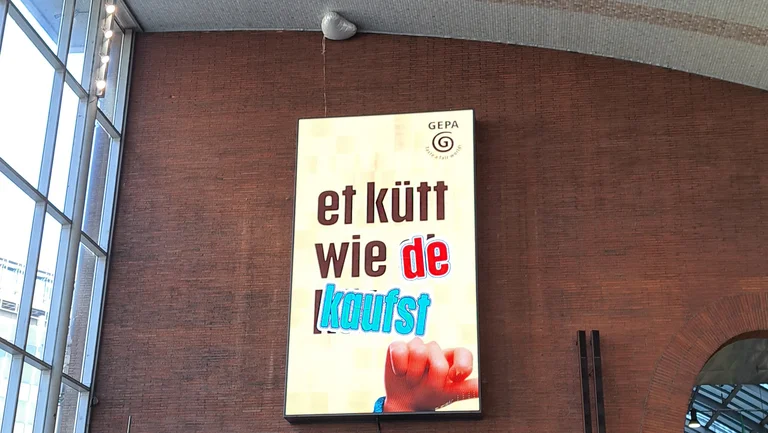 GEPA
et kütt
wie de
kaufst